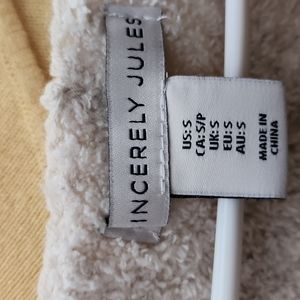 INCERELY JULES
US: S
CA: S/P
UK: S
EU: S
AU: S
MADE IN
CHINA